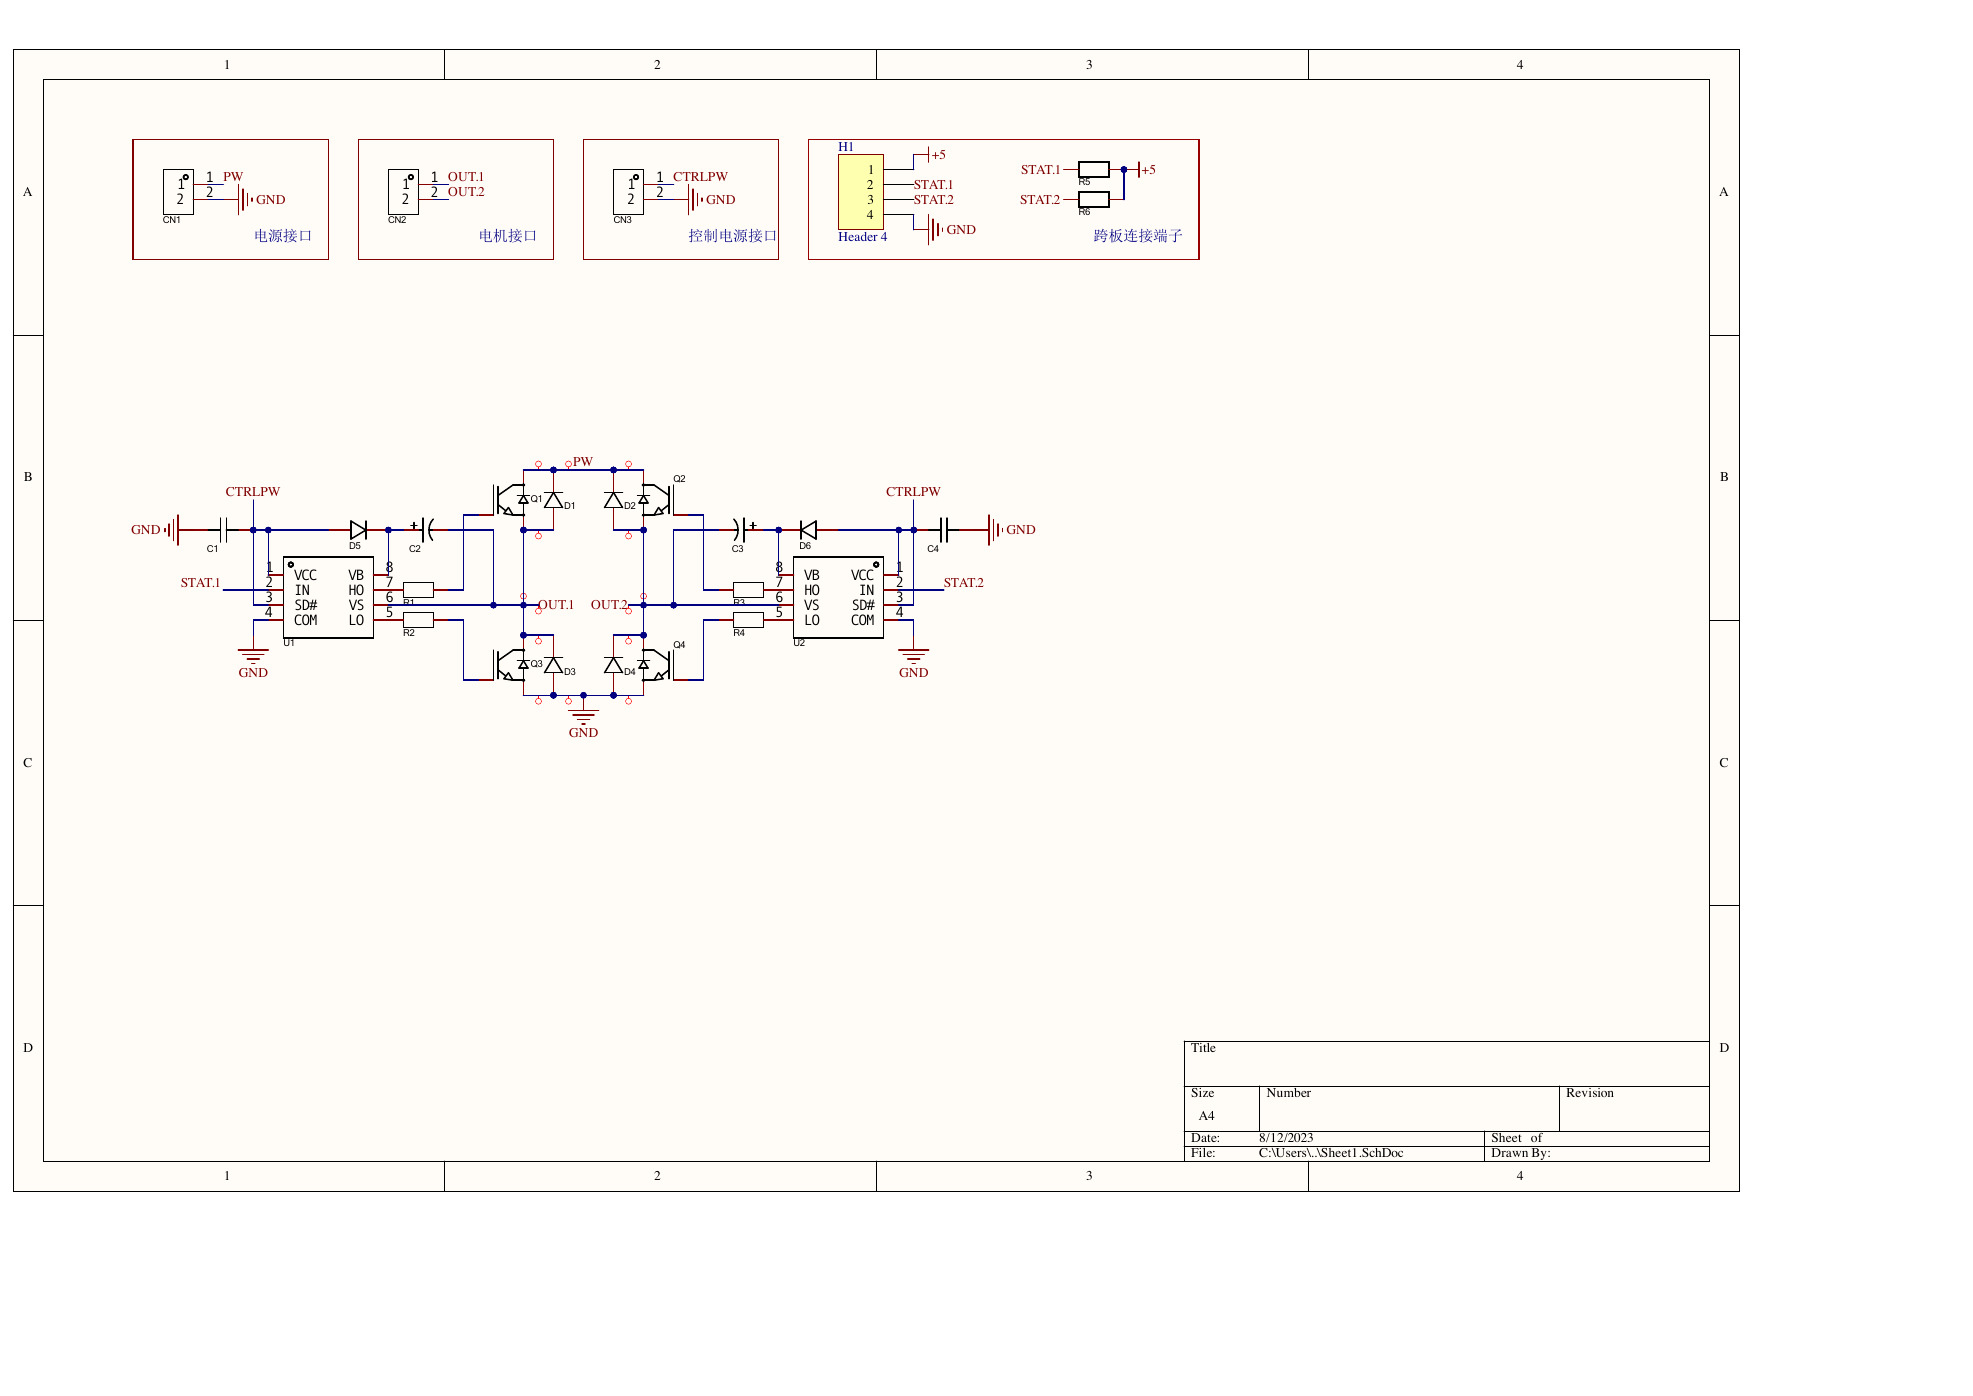 1 2 3 4
A A
B B
C C
D D
1 1 PW
2 2 GND
CN1
电源接口
1 1 OUT.1
2 2 OUT.2
CN2
电机接口
1 1 CTRLPW
2 2 GND
CN3
控制电源接口
H1
1 +5
2 STAT.1
3 STAT.2
4 GND
Header 4
STAT.1 R5 +5
STAT.2 R6
跨板连接端子
PW
CTRLPW Q1 D1 D2 Q2 CTRLPW
GND C1 D5 + C2 C3 + D6 C4 GND
1 VCC VB 8
STAT.1 2 IN HO 7 R1
3 SD# VS 6 OUT.1
4 COM LO 5 R2
U1
GND
8 VB VCC 1
R3 7 HO IN 2 STAT.2
OUT.2 6 VS SD# 3
R4 5 LO COM 4
U2
GND
Q3 D3 D4 Q4
GND
Title
Size Number Revision
A4
Date: 8/12/2023 Sheet of
File: C:\Users\..\Sheet1.SchDoc Drawn By:
1 2 3 4